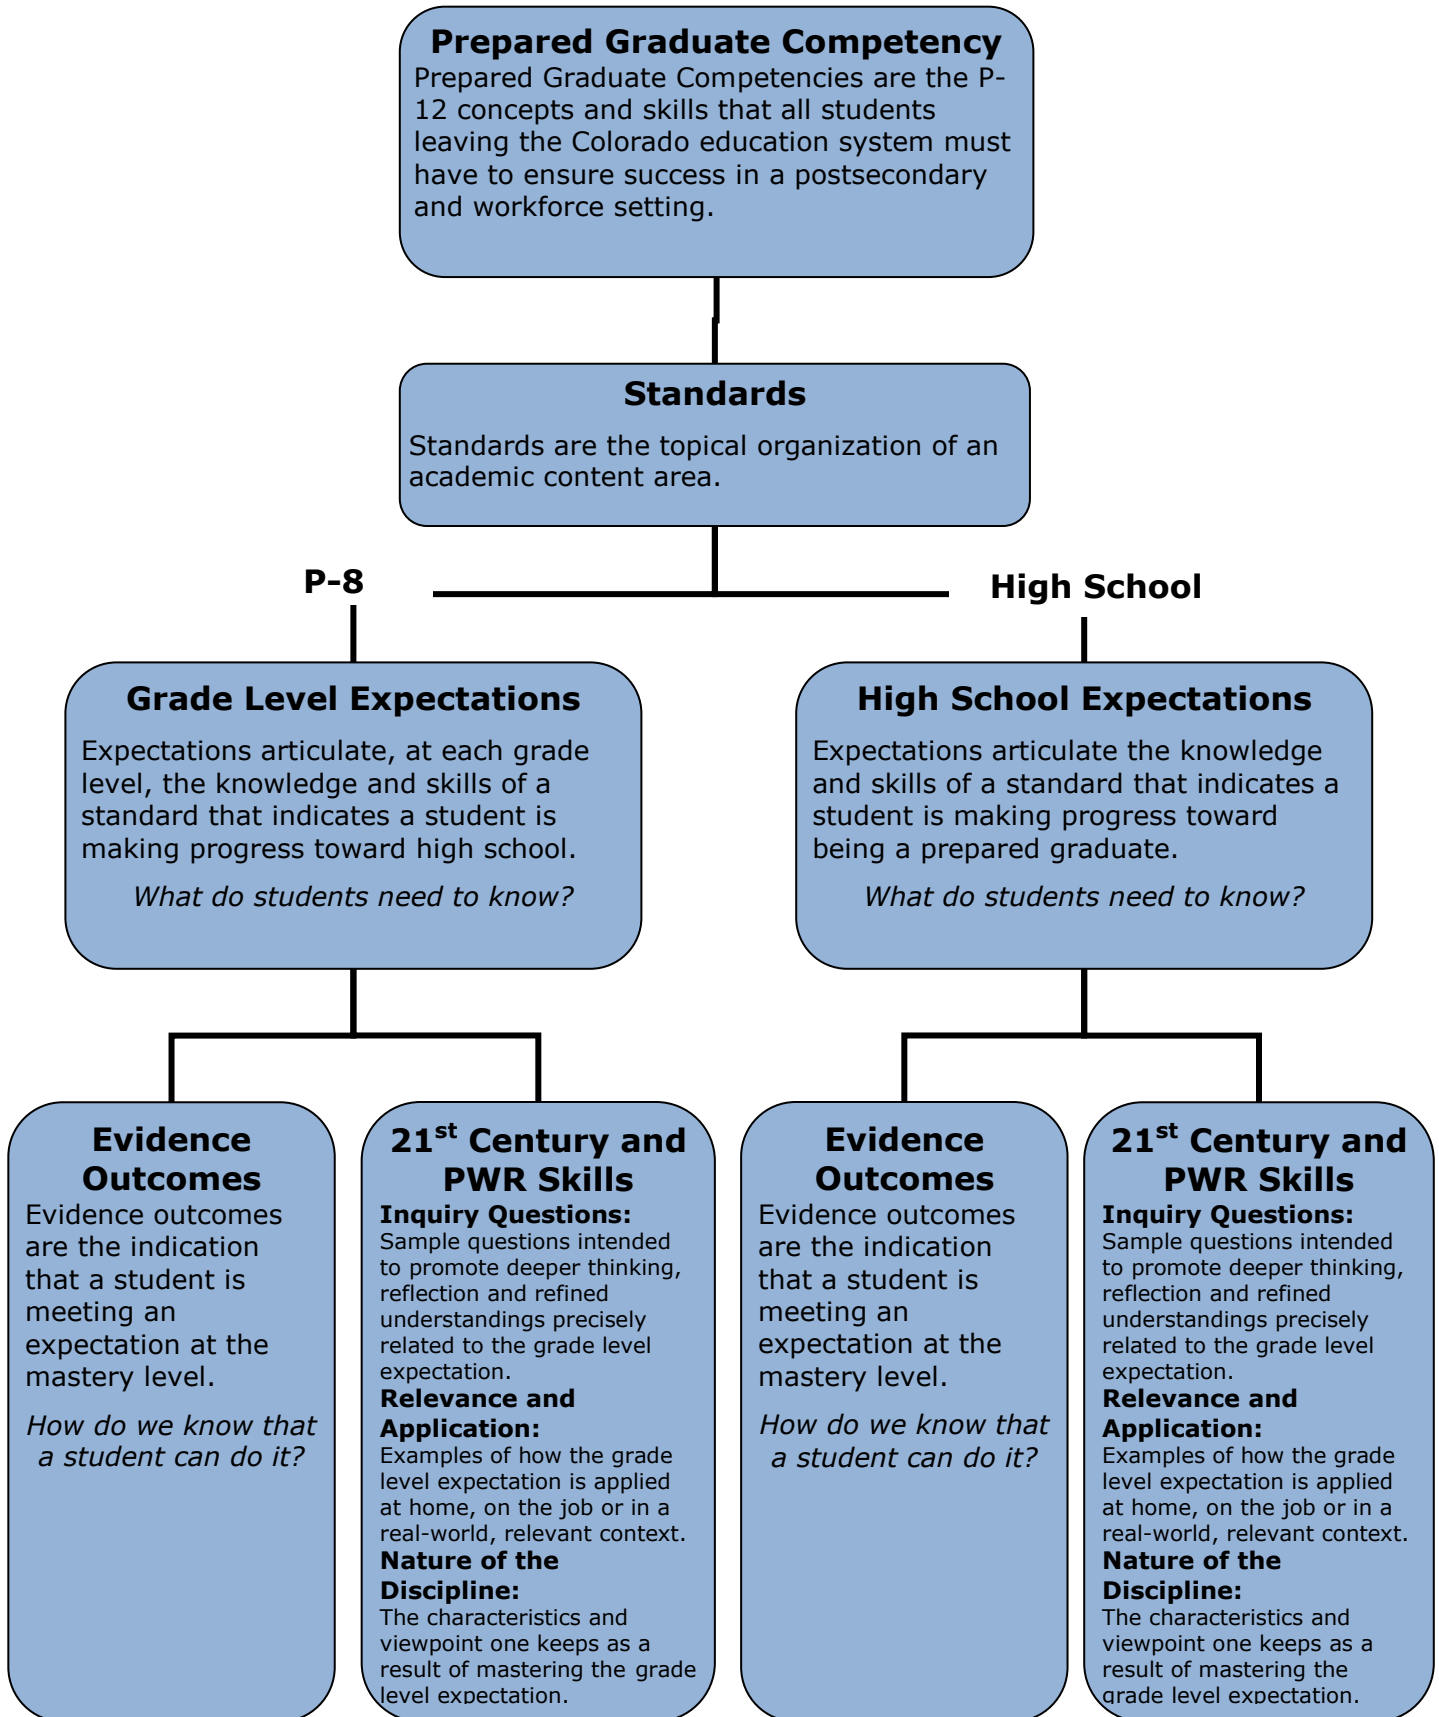 Prepared Graduate Competency
Prepared Graduate Competencies are the P-
12 concepts and skills that all students
leaving the Colorado education system must
have to ensure success in a postsecondary
and workforce setting.
Standards
Standards are the topical organization of an
academic content area.
P-8
High School
Grade Level Expectations
Expectations articulate, at each grade
level, the knowledge and skills of a
standard that indicates a student is
making progress toward high school.
What do students need to know?
High School Expectations
Expectations articulate the knowledge
and skills of a standard that indicates a
student is making progress toward
being a prepared graduate.
What do students need to know?
Evidence
Outcomes
Evidence outcomes
are the indication
that a student is
meeting an
expectation at the
mastery level.
How do we know that
a student can do it?
21st Century and
PWR Skills
Inquiry Questions:
Sample questions intended
to promote deeper thinking,
reflection and refined
understandings precisely
related to the grade level
expectation.
Relevance and
Application:
Examples of how the grade
level expectation is applied
at home, on the job or in a
real-world, relevant context.
Nature of the
Discipline:
The characteristics and
viewpoint one keeps as a
result of mastering the grade
level expectation.
Evidence
Outcomes
Evidence outcomes
are the indication
that a student is
meeting an
expectation at the
mastery level.
How do we know that
a student can do it?
21st Century and
PWR Skills
Inquiry Questions:
Sample questions intended
to promote deeper thinking,
reflection and refined
understandings precisely
related to the grade level
expectation.
Relevance and
Application:
Examples of how the grade
level expectation is applied
at home, on the job or in a
real-world, relevant context.
Nature of the
Discipline:
The characteristics and
viewpoint one keeps as a
result of mastering the
grade level expectation.